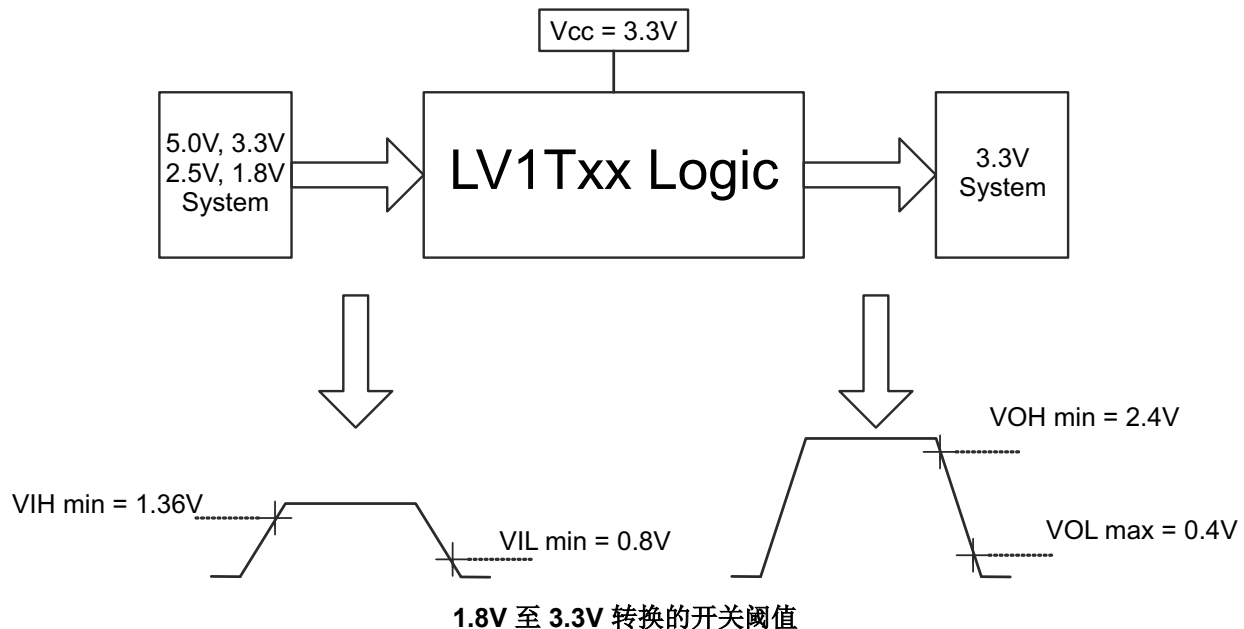 Vcc = 3.3V
5.0V, 3.3V
2.5V, 1.8V
System
LV1Txx Logic
3.3V
System
VOH min = 2.4V
VIH min = 1.36V
VIL min = 0.8V
VOL max = 0.4V
1.8V 至 3.3V 转换的开关阈值